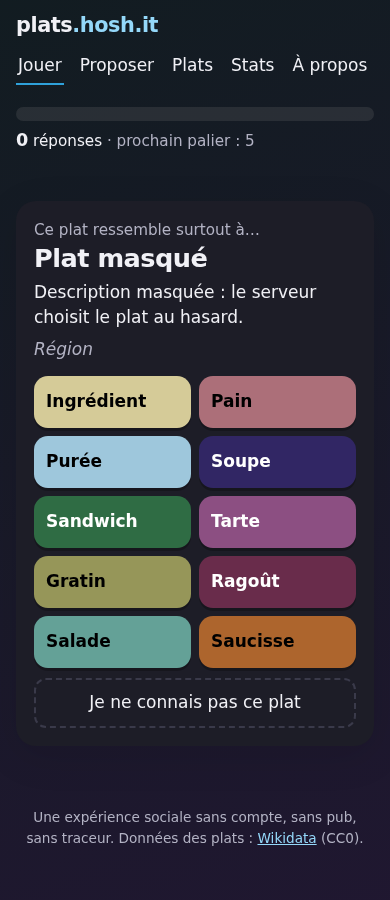 plats.hosh.it
Jouer Proposer Plats Stats À propos
0 réponses · prochain palier : 5
Ce plat ressemble surtout à…
Plat masqué
Description masquée : le serveur
choisit le plat au hasard.
Région
Ingrédient Pain
Purée Soupe
Sandwich Tarte
Gratin Ragoût
Salade Saucisse
Je ne connais pas ce plat
Une expérience sociale sans compte, sans pub,
sans traceur. Données des plats : Wikidata (CC0).